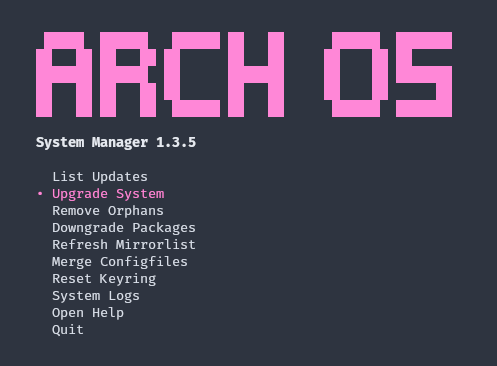 ARCH OS
System Manager 1.3.5
List Updates
• Upgrade System
Remove Orphans
Downgrade Packages
Refresh Mirrorlist
Merge Configfiles
Reset Keyring
System Logs
Open Help
Quit